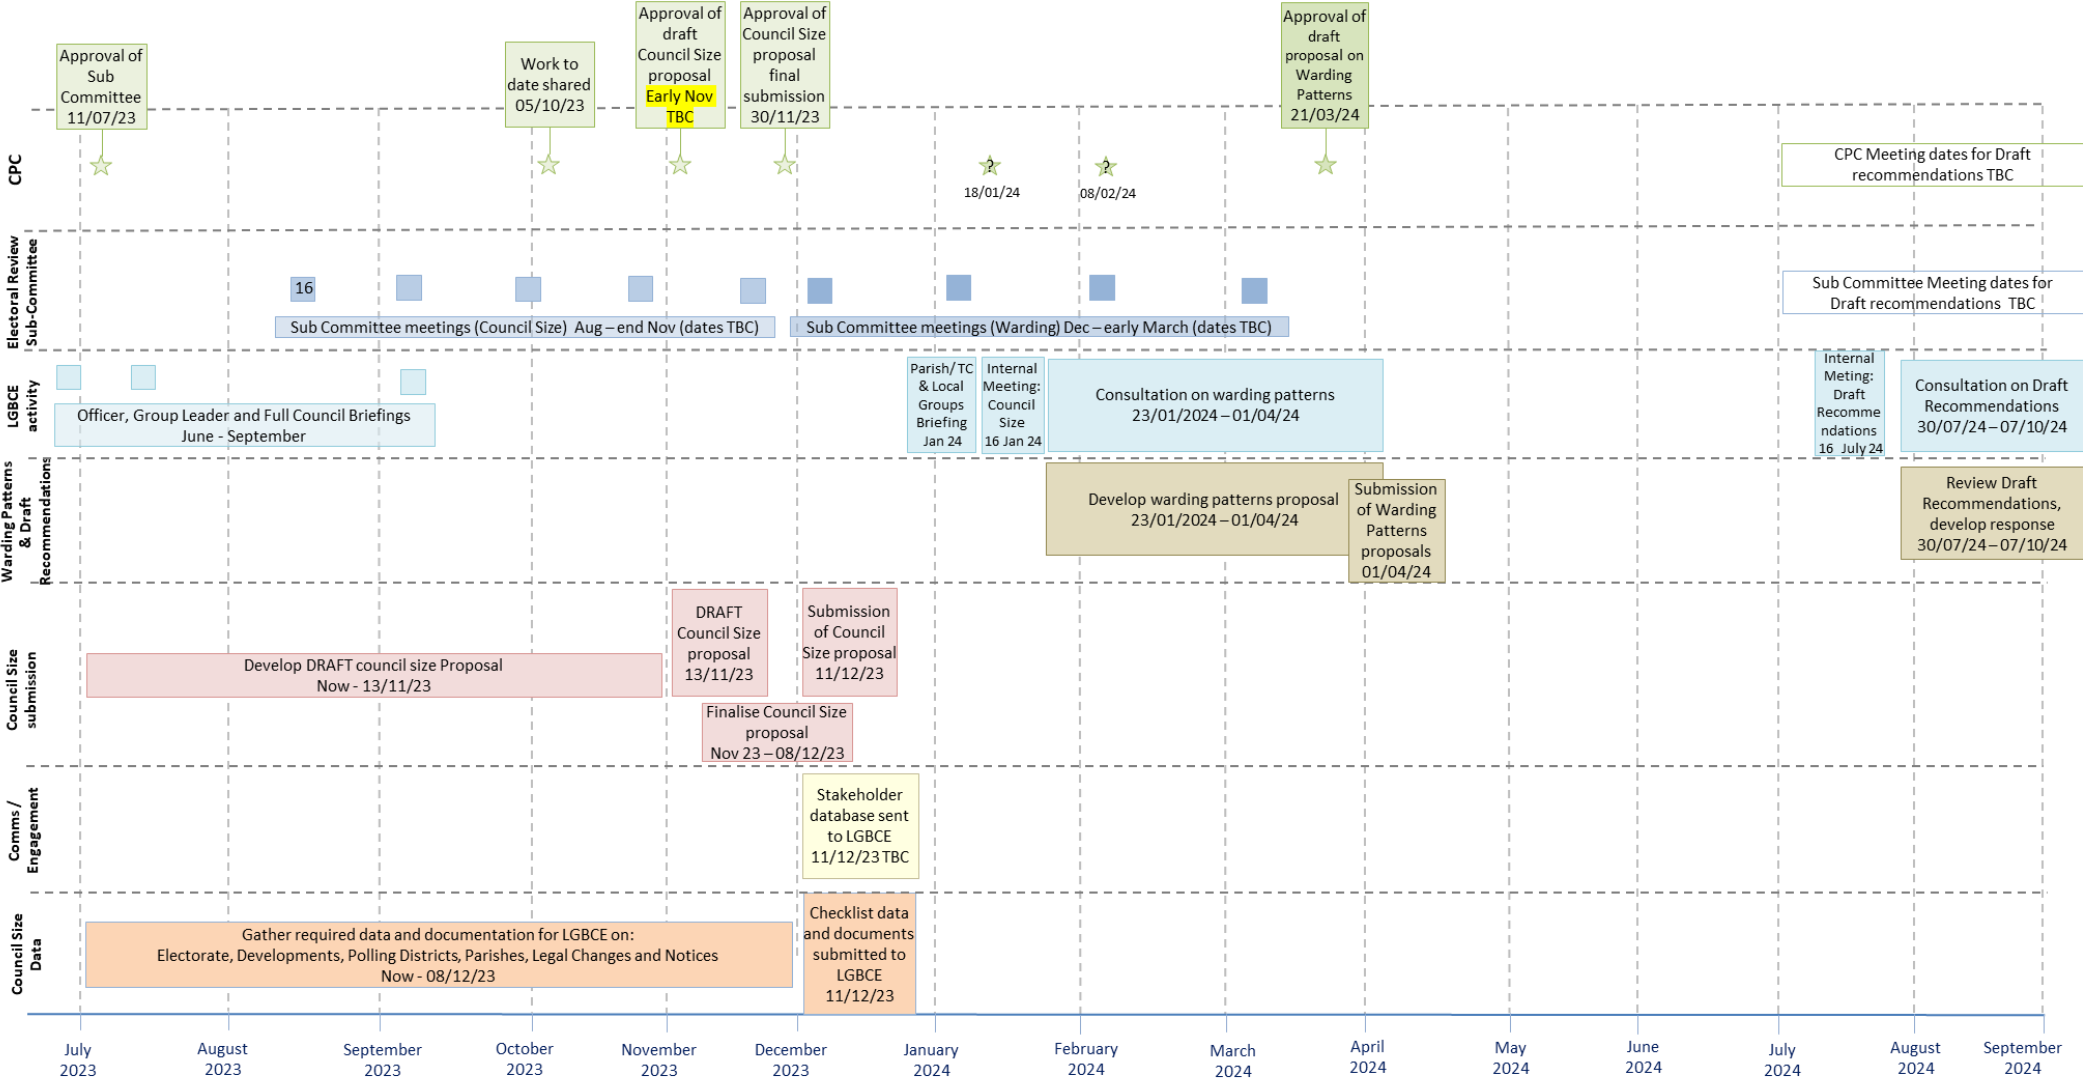 Approval of
Sub
Committee
11/07/23
Work to
date shared
05/10/23
Approval of
draft
Council Size
proposal
Early Nov
TBC
Approval of
Council Size
proposal
final
submission
30/11/23
Approval of
draft
proposal on
Warding
Patterns
21/03/24
CPC
?
18/01/24
?
08/02/24
CPC Meeting dates for Draft
recommendations TBC
Electoral Review
Sub-Committee
16
Sub Committee meetings (Council Size)  Aug – end Nov (dates TBC)
Sub Committee meetings (Warding) Dec – early March (dates TBC)
Sub Committee Meeting dates for
Draft recommendations  TBC
LGBCE
activity
Officer, Group Leader and Full Council Briefings
June - September
Parish/ TC
& Local
Groups
Briefing
Jan 24
Internal
Meeting:
Council
Size
16 Jan 24
Consultation on warding patterns
23/01/2024 – 01/04/24
Internal
Meting:
Draft
Recomme
ndations
16  July 24
Consultation on Draft
Recommendations
30/07/24 – 07/10/24
Warding Patterns
& Draft
Recommendations
Develop warding patterns proposal
23/01/2024 – 01/04/24
Submission
of Warding
Patterns
proposals
01/04/24
Review Draft
Recommendations,
develop response
30/07/24 – 07/10/24
Council Size
submission
Develop DRAFT council size Proposal
Now - 13/11/23
DRAFT
Council Size
proposal
13/11/23
Submission
of Council
Size proposal
11/12/23
Finalise Council Size
proposal
Nov 23 – 08/12/23
Comms /
Engagement
Stakeholder
database sent
to LGBCE
11/12/23 TBC
Council Size
Data
Gather required data and documentation for LGBCE on:
Electorate, Developments, Polling Districts, Parishes, Legal Changes and Notices
Now - 08/12/23
Checklist data
and documents
submitted to
LGBCE
11/12/23
July
2023
August
2023
September
2023
October
2023
November
2023
December
2023
January
2024
February
2024
March
2024
April
2024
May
2024
June
2024
July
2024
August
2024
September
2024